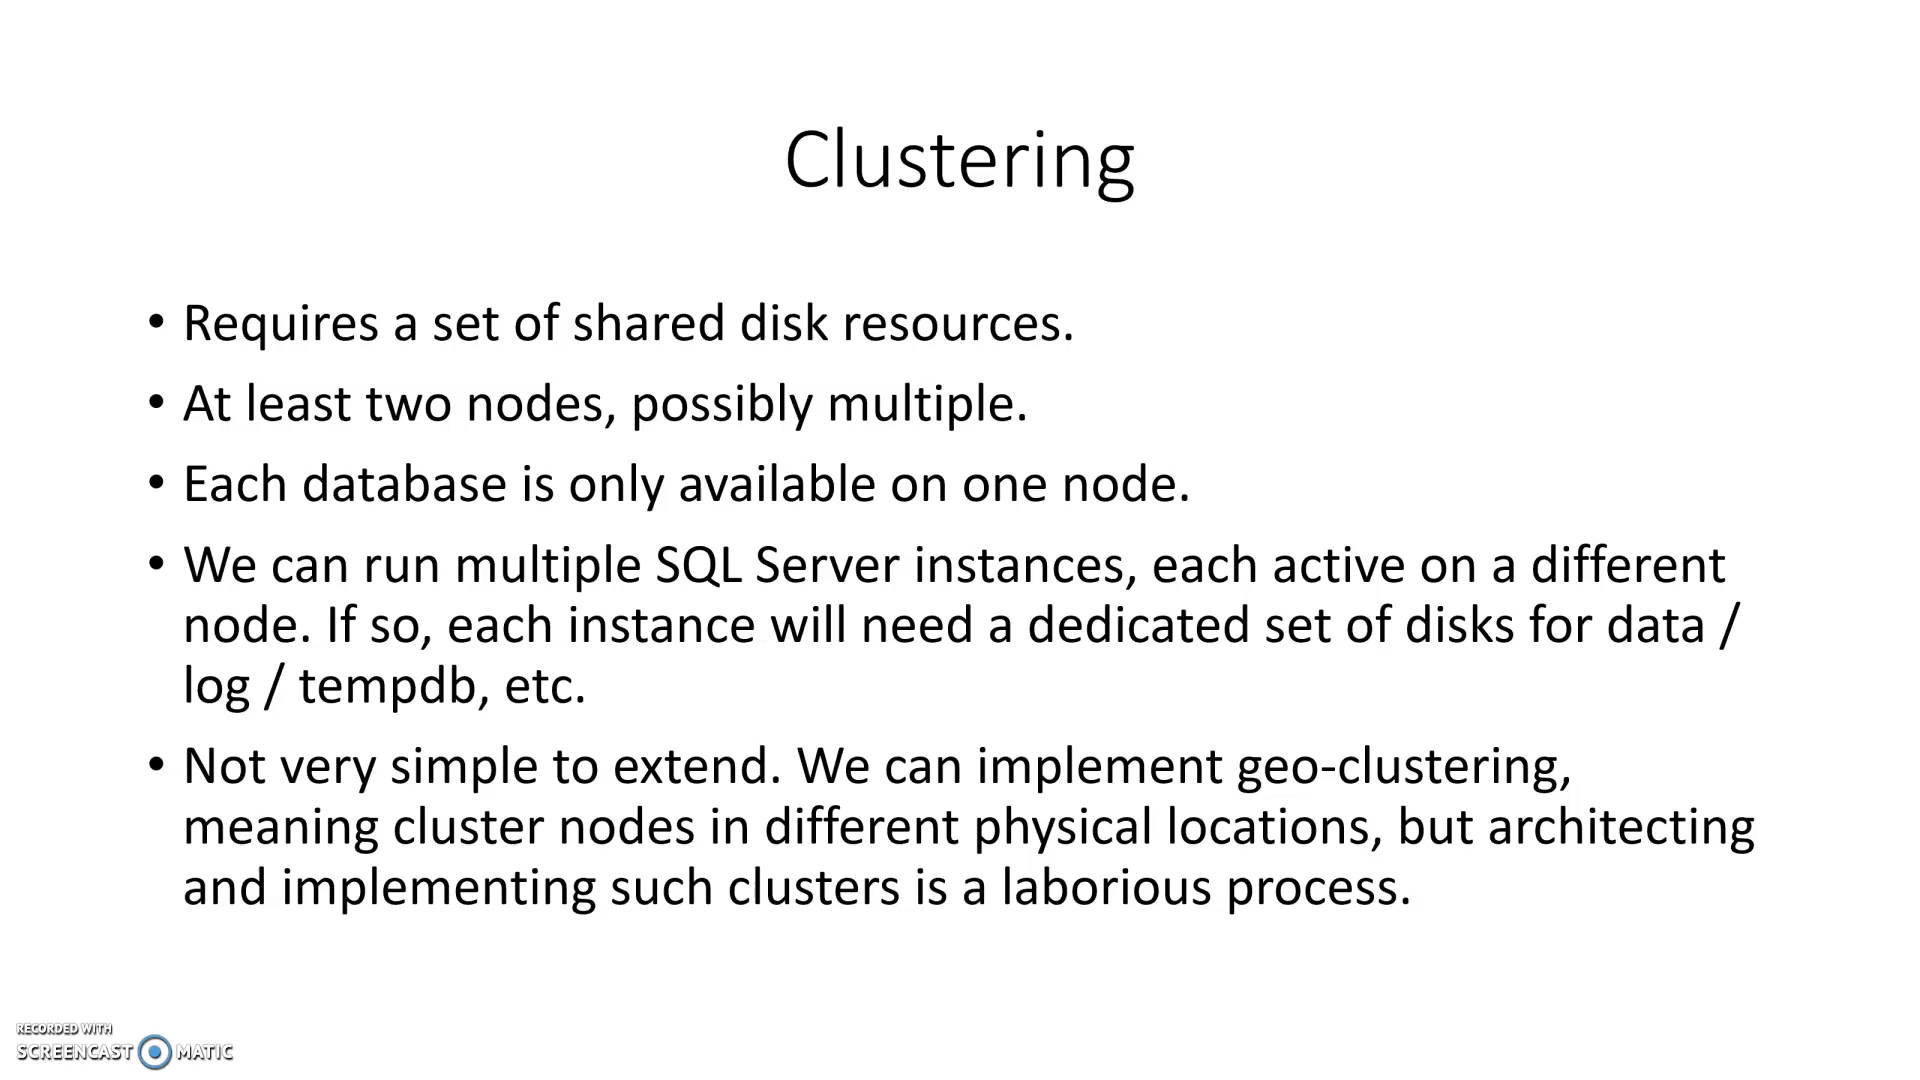 Clustering
• Requires a set of shared disk resources.
• At least two nodes, possibly multiple.
• Each database is only available on one node.
• We can run multiple SQL Server instances, each active on a different
node. If so, each instance will need a dedicated set of disks for data /
log / tempdb, etc.
• Not very simple to extend. We can implement geo-clustering,
meaning cluster nodes in different physical locations, but architecting
and implementing such clusters is a laborious process.
RECORDED WITH
SCREENCAST MATIC